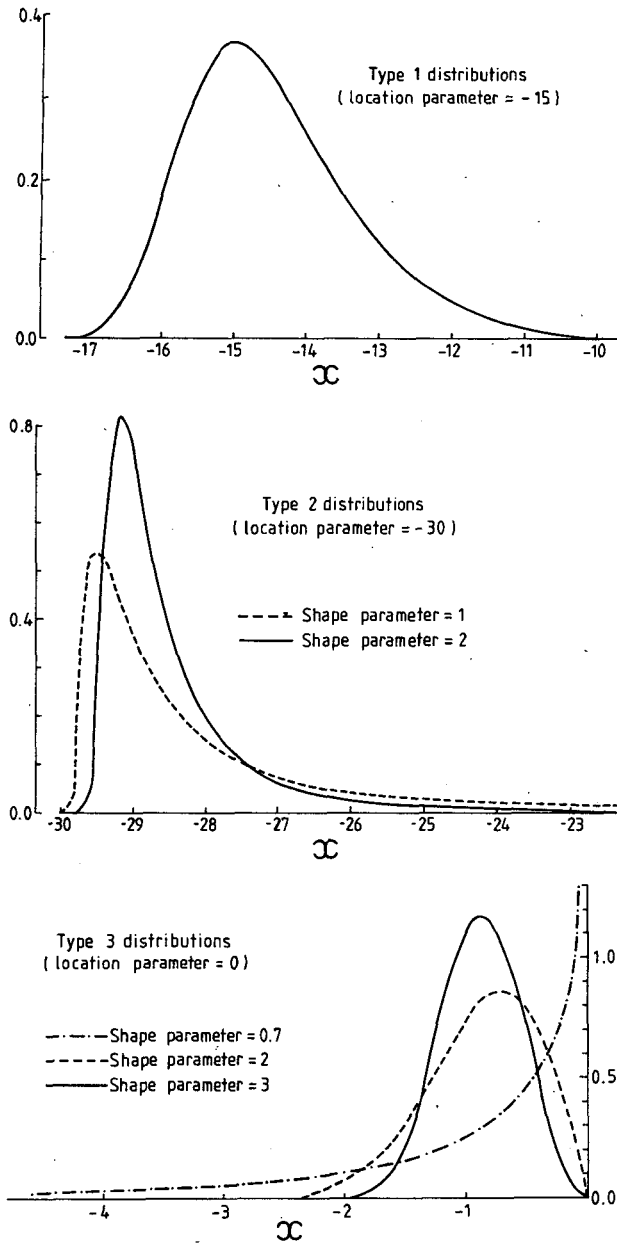 0.4
Type 1 distributions
( location parameter = -15)
0.2
0.0
-17 -16 -15 -14 -13 -12 -11 -10
x
0.8
Type 2 distributions
( location parameter = -30)
0.4
Shape parameter = 1
Shape parameter = 2
0.0
-30 -29 -28 -27 -26 -25 -24 -23
x
Type 3 distributions
( location parameter = 0)
1.0
Shape parameter = 0.7
Shape parameter = 2
Shape parameter = 3
0.5
0.0
-4 -3 -2 -1
x